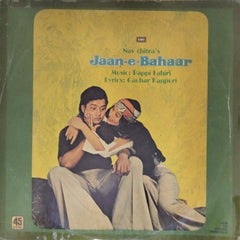 EMI
Nav chitra's
Jaan-e-Bahaar
Music: Bappi Lahiri
Lyrics: Gauhar Kanpuri
45